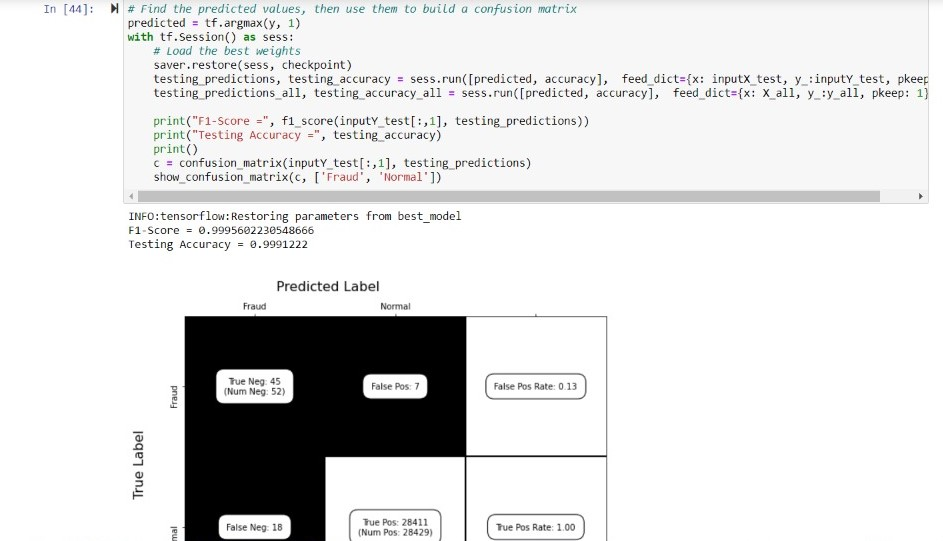 In [44]:
# Find the predicted values, then use them to build a confusion matrix
predicted = tf.argmax(y, 1)
with tf.Session() as sess:
    # Load the best weights
    saver.restore(sess, checkpoint)
    testing_predictions, testing_accuracy = sess.run([predicted, accuracy],  feed_dict={x: inputX_test, y_:inputY_test, pkeep
    testing_predictions_all, testing_accuracy_all = sess.run([predicted, accuracy],  feed_dict={x: X_all, y_:y_all, pkeep: 1}
    print("F1-Score =", f1_score(inputY_test[:,1], testing_predictions))
    print("Testing Accuracy =", testing_accuracy)
    print()
    c = confusion_matrix(inputY_test[:,1], testing_predictions)
    show_confusion_matrix(c, ['Fraud', 'Normal'])
INFO:tensorflow:Restoring parameters from best_model
F1-Score = 0.9995602230548666
Testing Accuracy = 0.9991222
Predicted Label
Fraud Normal
True Label
Fraud
True Neg: 45
(Num Neg: 52)
False Pos: 7
False Pos Rate: 0.13
mal
False Neg: 18
True Pos: 28411
(Num Pos: 28429)
True Pos Rate: 1.00